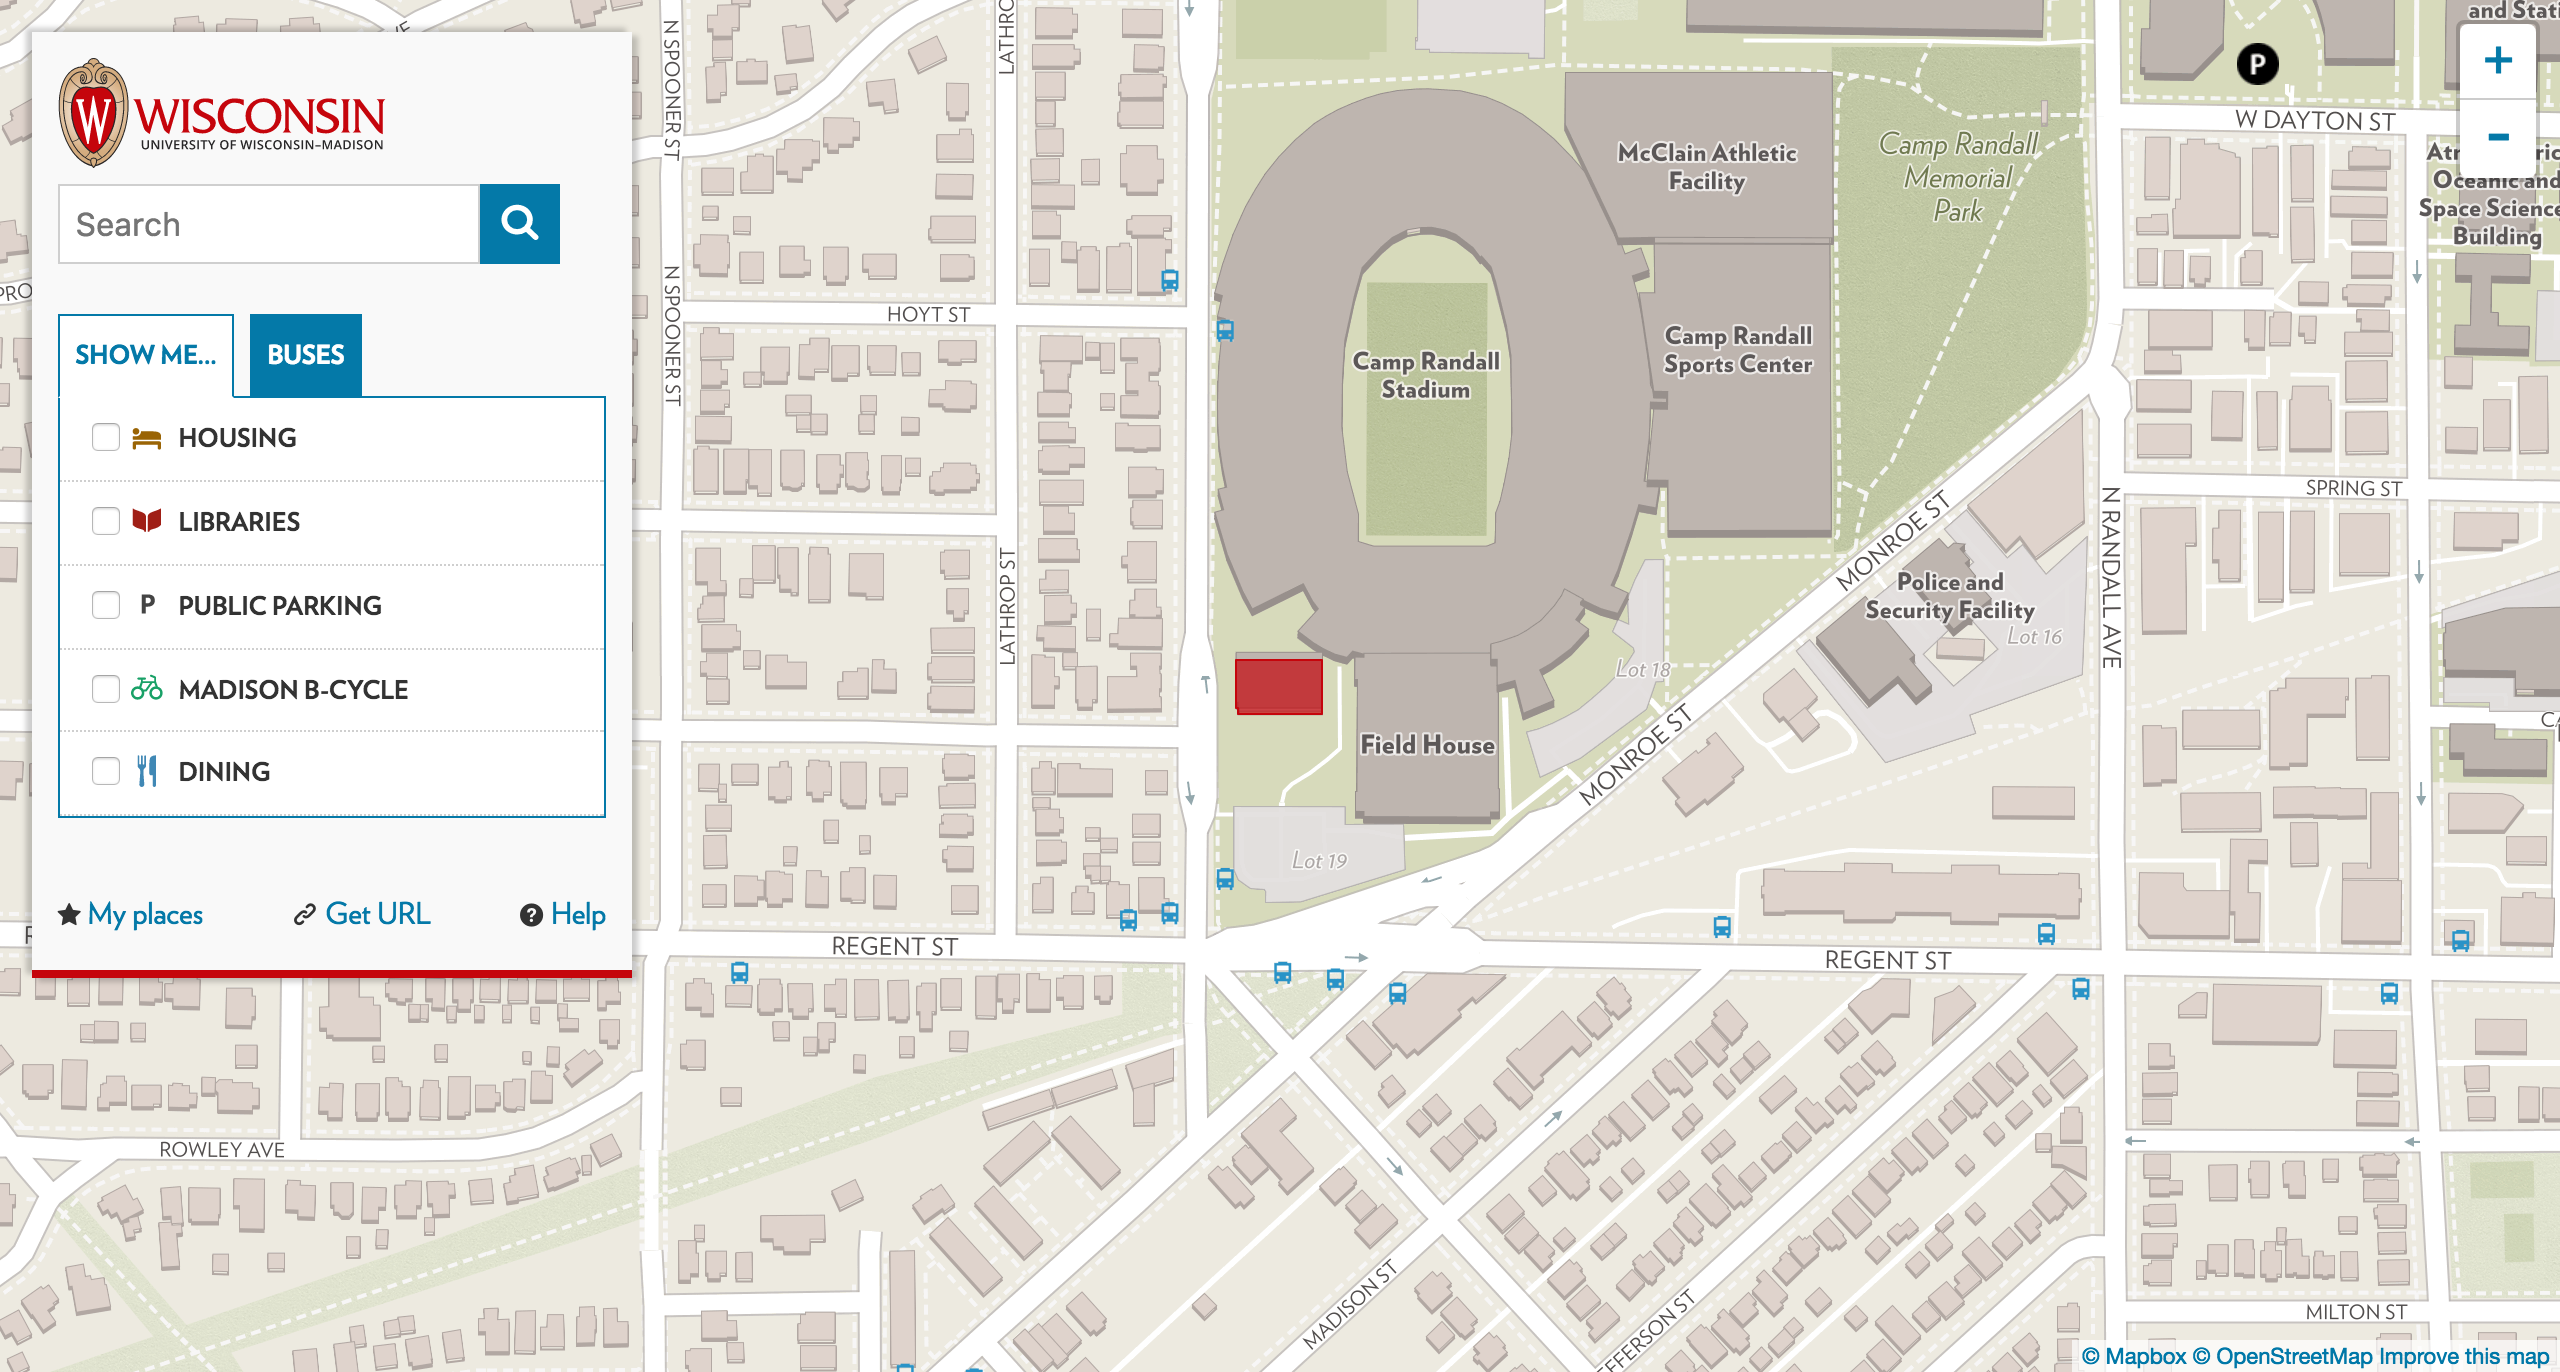 W
WISCONSIN
UNIVERSITY OF WISCONSIN–MADISON
Search
SHOW ME...
BUSES
HOUSING
LIBRARIES
P PUBLIC PARKING
MADISON B-CYCLE
DINING
My places
Get URL
? Help
N SPOONER ST
N SPOONER ST
LATHROP ST
HOYT ST
REGENT ST
ROWLEY AVE
McClain Athletic
Facility
Camp Randall
Memorial
Park
Camp Randall
Sports Center
Camp Randall
Stadium
Field House
Lot 18
Lot 19
MONROE ST
MONROE ST
Police and
Security Facility
Lot 16
N RANDALL AVE
REGENT ST
MADISON ST
P
W DAYTON ST
+
−
Oceanic and
Space Science
Building
SPRING ST
MILTON ST
© Mapbox © OpenStreetMap Improve this map